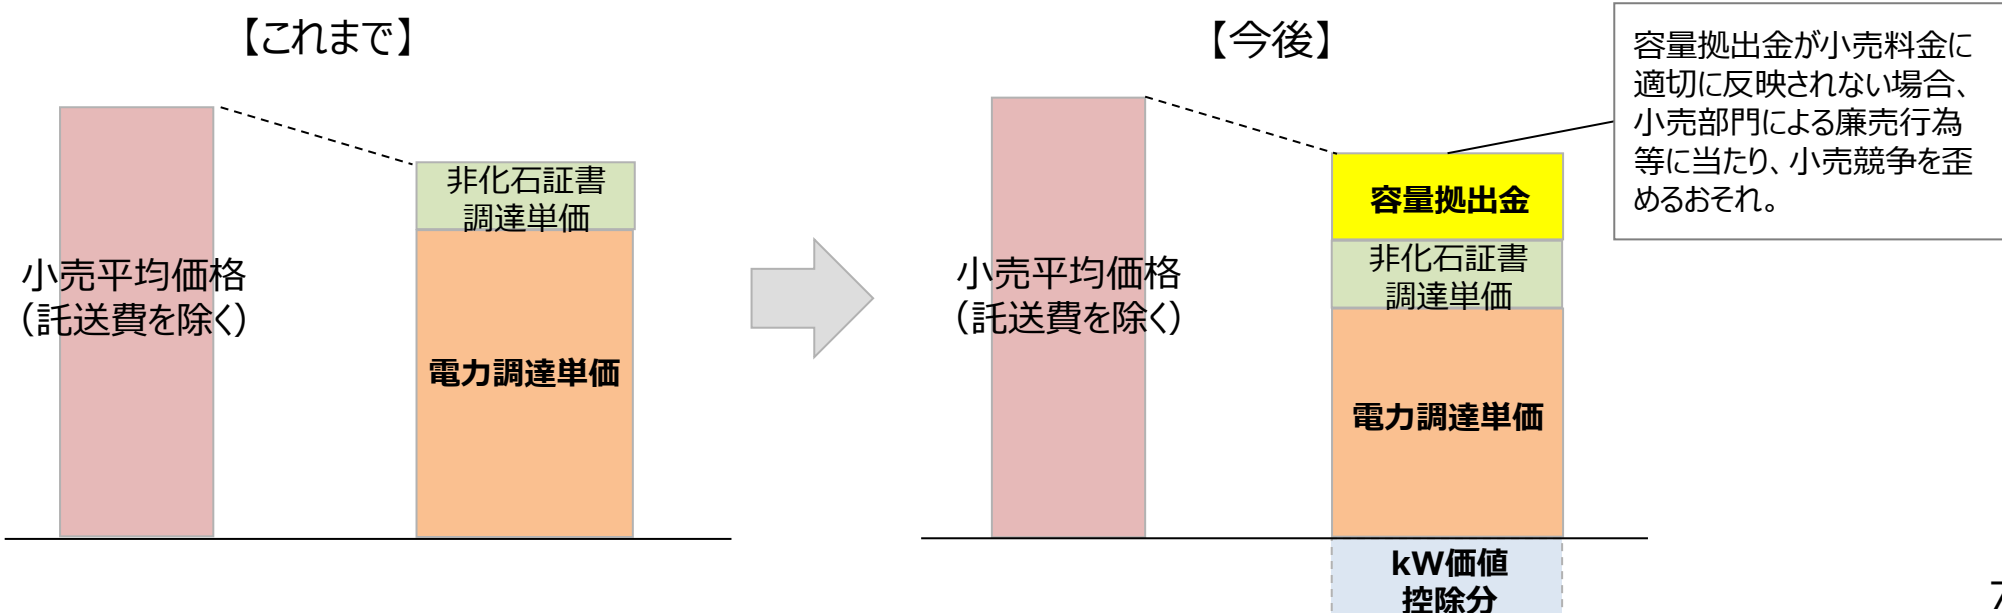 【これまで】
小売平均価格
（託送費を除く）
非化石証書
調達単価
電力調達単価
【今後】
小売平均価格
（託送費を除く）
容量拠出金
非化石証書
調達単価
電力調達単価
kW価値
控除分
容量拠出金が小売料金に
適切に反映されない場合、
小売部門による廉売行為
等に当たり、小売競争を歪
めるおそれ。